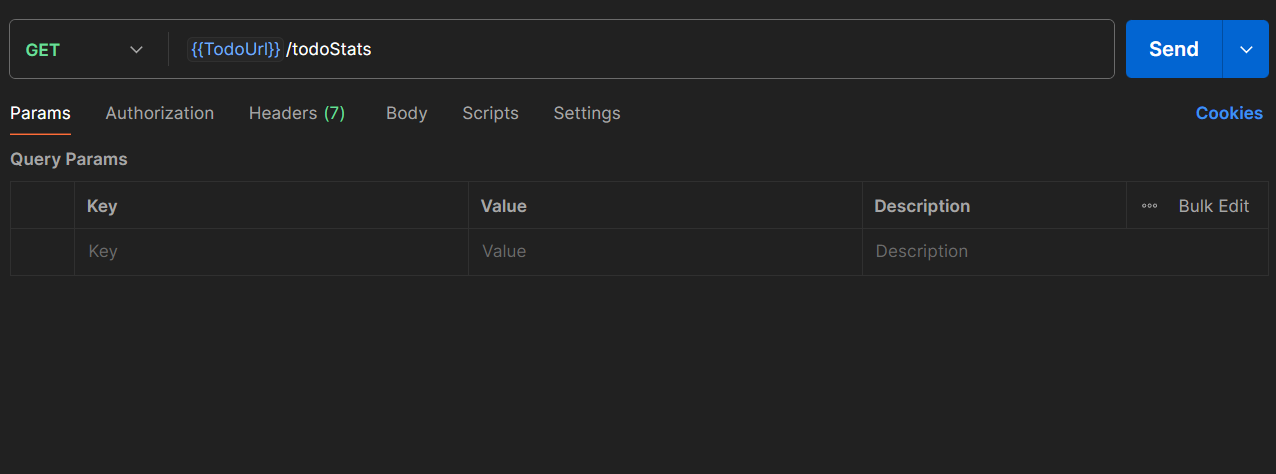 GET {{TodoUrl}}/todoStats Send
Params Authorization Headers (7) Body Scripts Settings Cookies
Query Params
Key Value Description Bulk Edit
Key Value Description